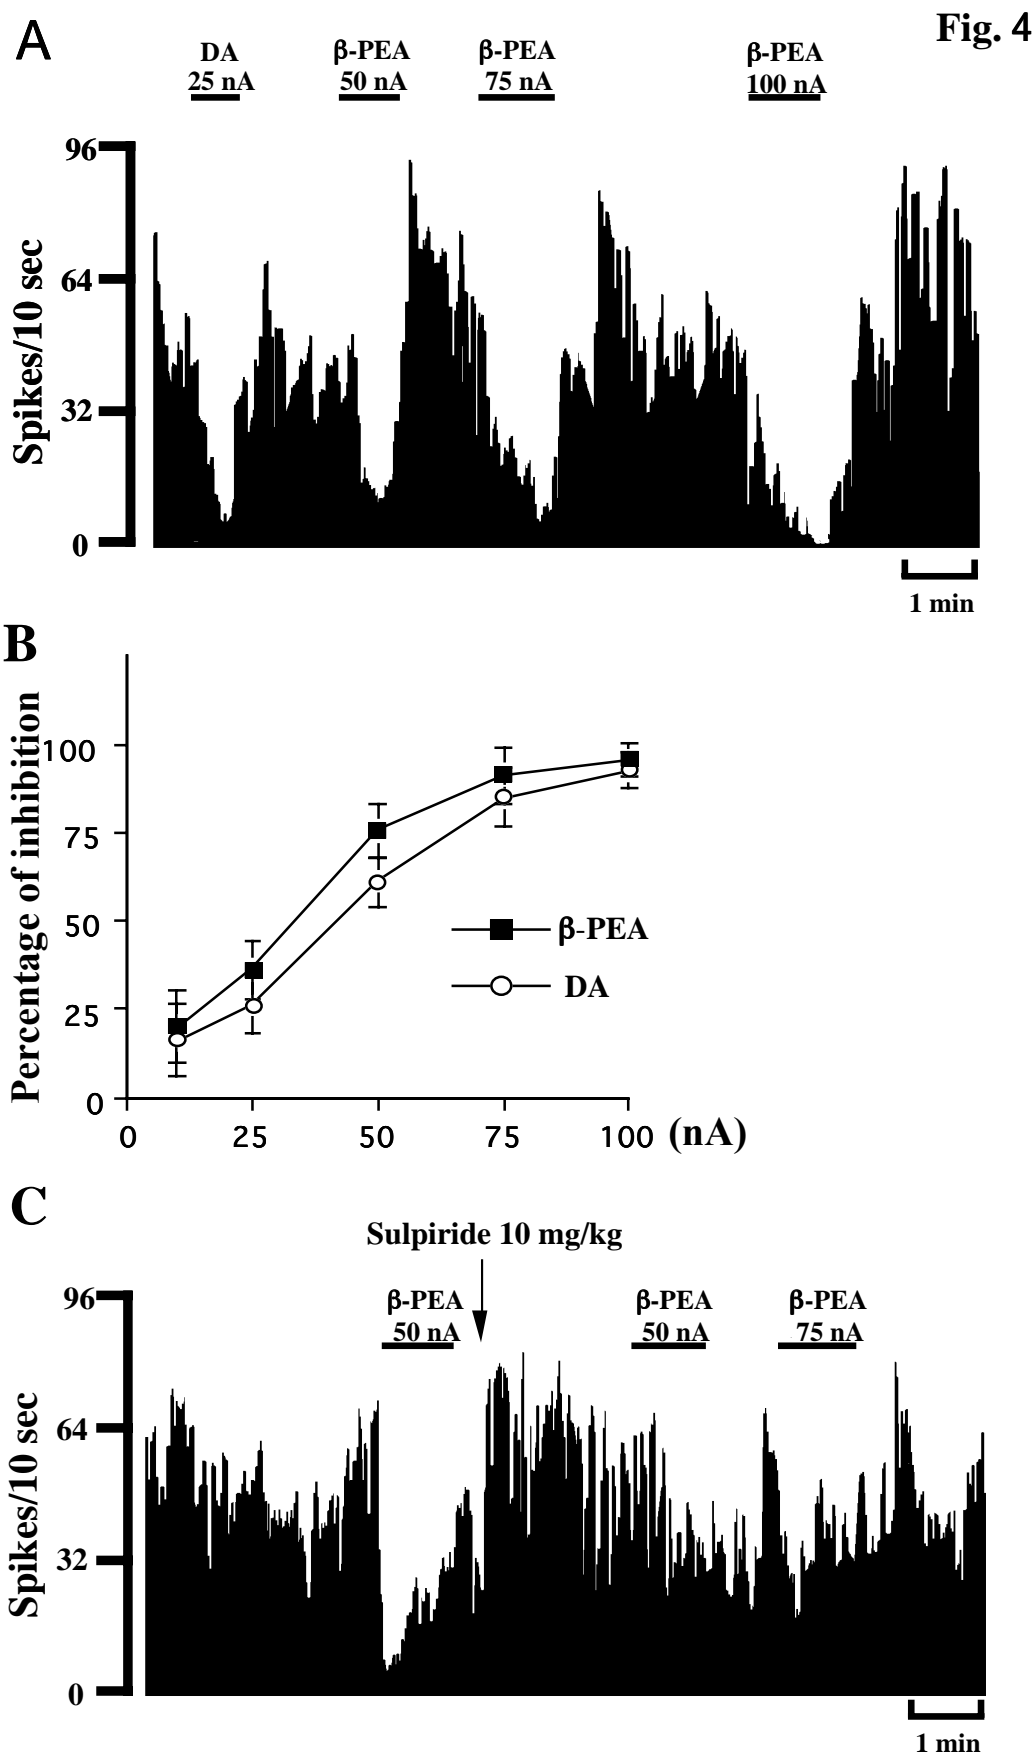 A
Fig. 4
DA
25 nA
β-PEA
50 nA
β-PEA
75 nA
β-PEA
100 nA
Spikes/10 sec
96
64
32
0
1 min
B
Percentage of inhibition
100
75
50
25
0
β-PEA
DA
0 25 50 75 100 (nA)
C
Sulpiride 10 mg/kg
β-PEA
50 nA
β-PEA
50 nA
β-PEA
75 nA
Spikes/10 sec
96
64
32
0
1 min